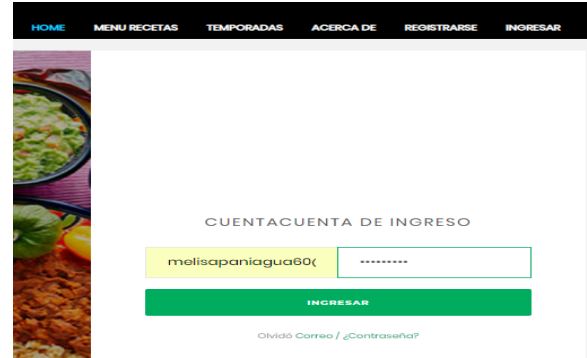 HOME MENU RECETAS TEMPORADAS ACERCA DE REGISTRARSE INGRESAR
CUENTACUENTA DE INGRESO
melisapaniagua60( •••••••••
INGRESAR
Olvidó Correo / ¿Contraseña?